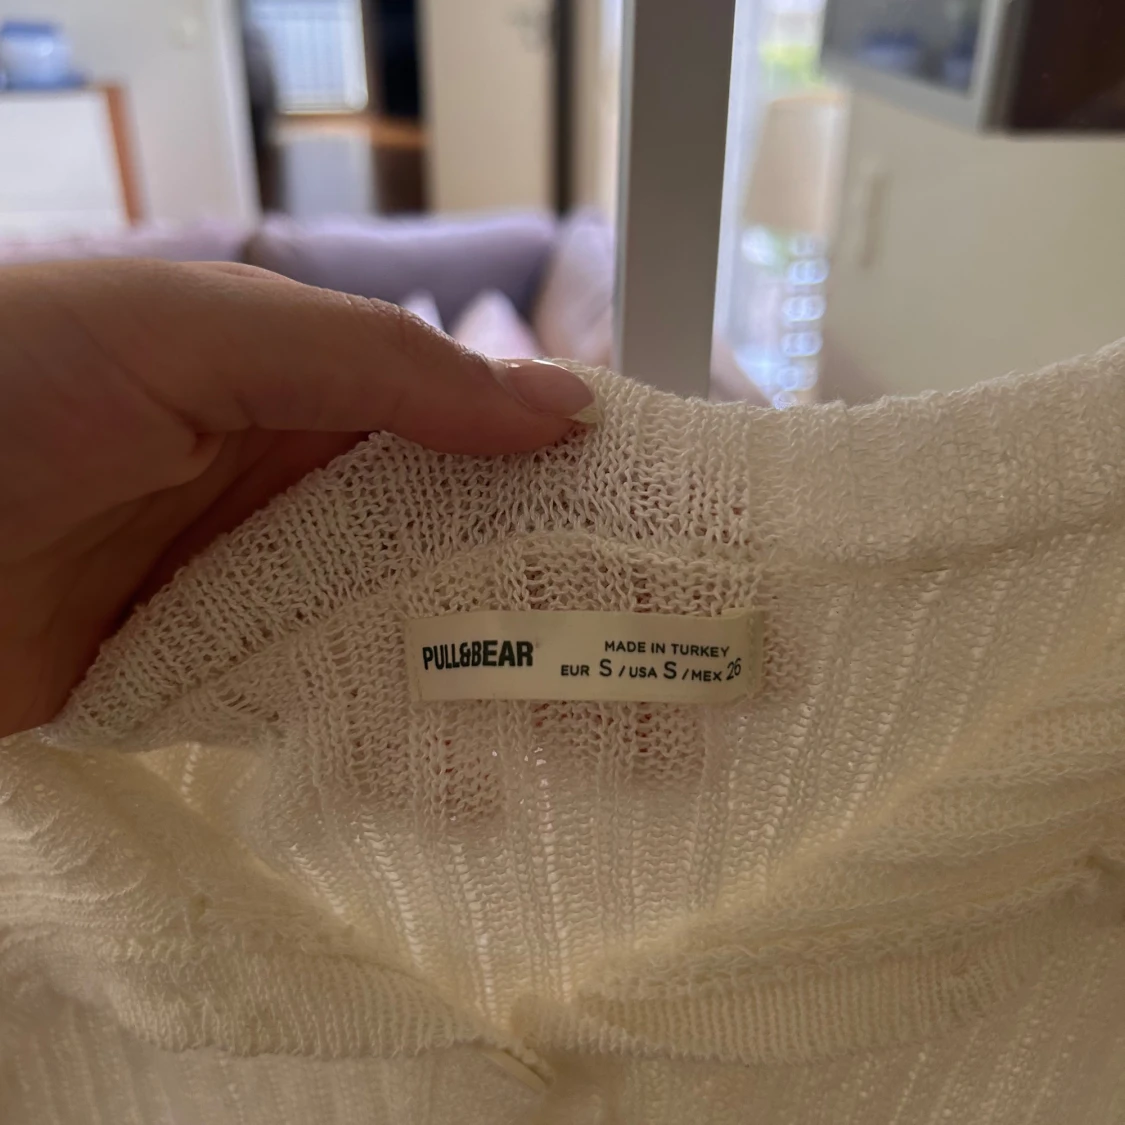 PULL&BEAR
MADE IN TURKEY
EUR S / USA S / MEX 26